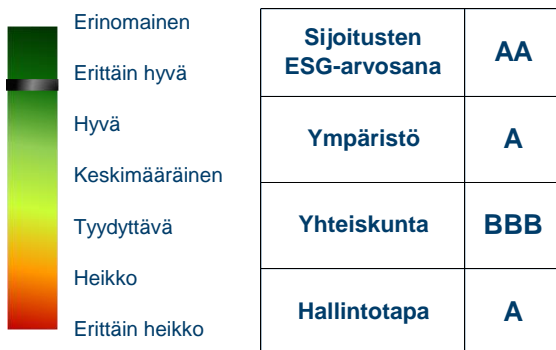 Erinomainen
Erittäin hyvä
Hyvä
Keskimääräinen
Tyydyttävä
Heikko
Erittäin heikko
Sijoitusten
ESG-arvosana
AA
Ympäristö
A
Yhteiskunta
BBB
Hallintotapa
A